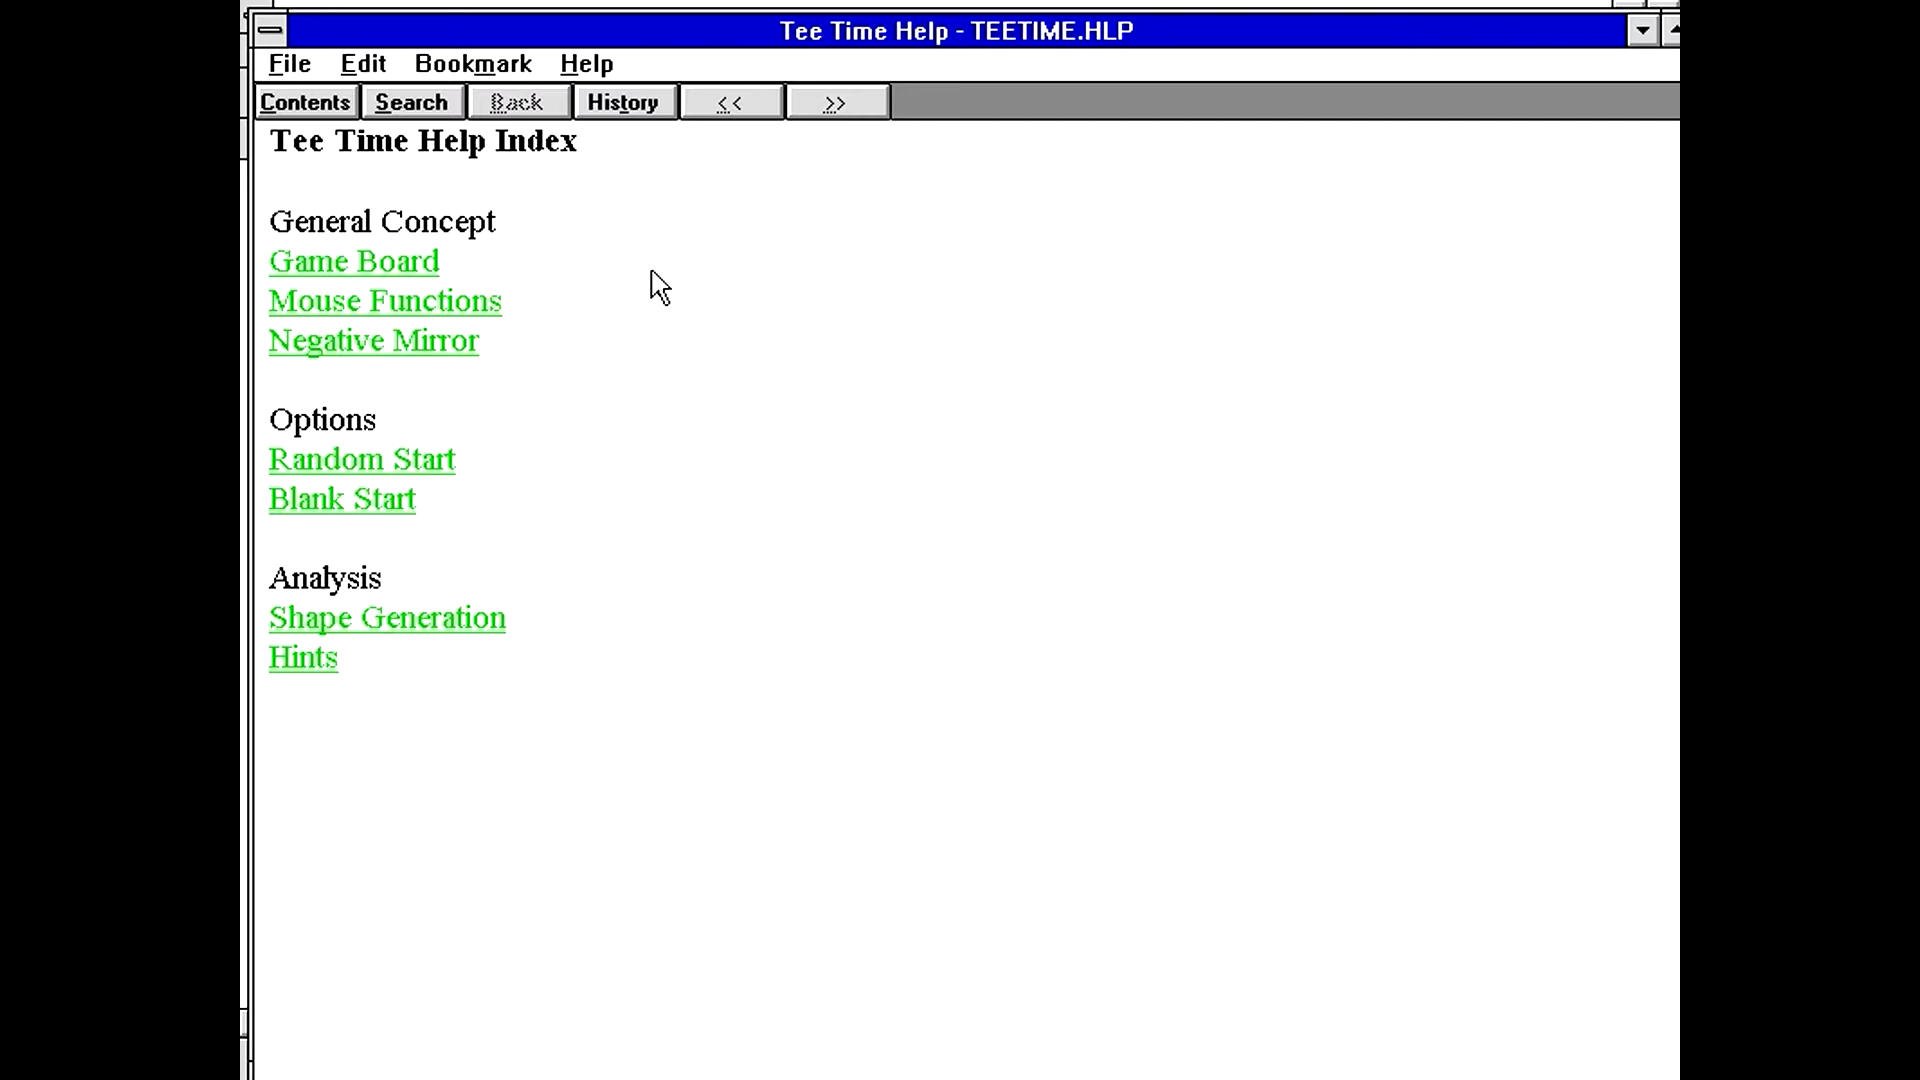 Tee Time Help - TEETIME.HLP
File Edit Bookmark Help
Contents Search Back History << >>
Tee Time Help Index
General Concept
Game Board
Mouse Functions
Negative Mirror
Options
Random Start
Blank Start
Analysis
Shape Generation
Hints